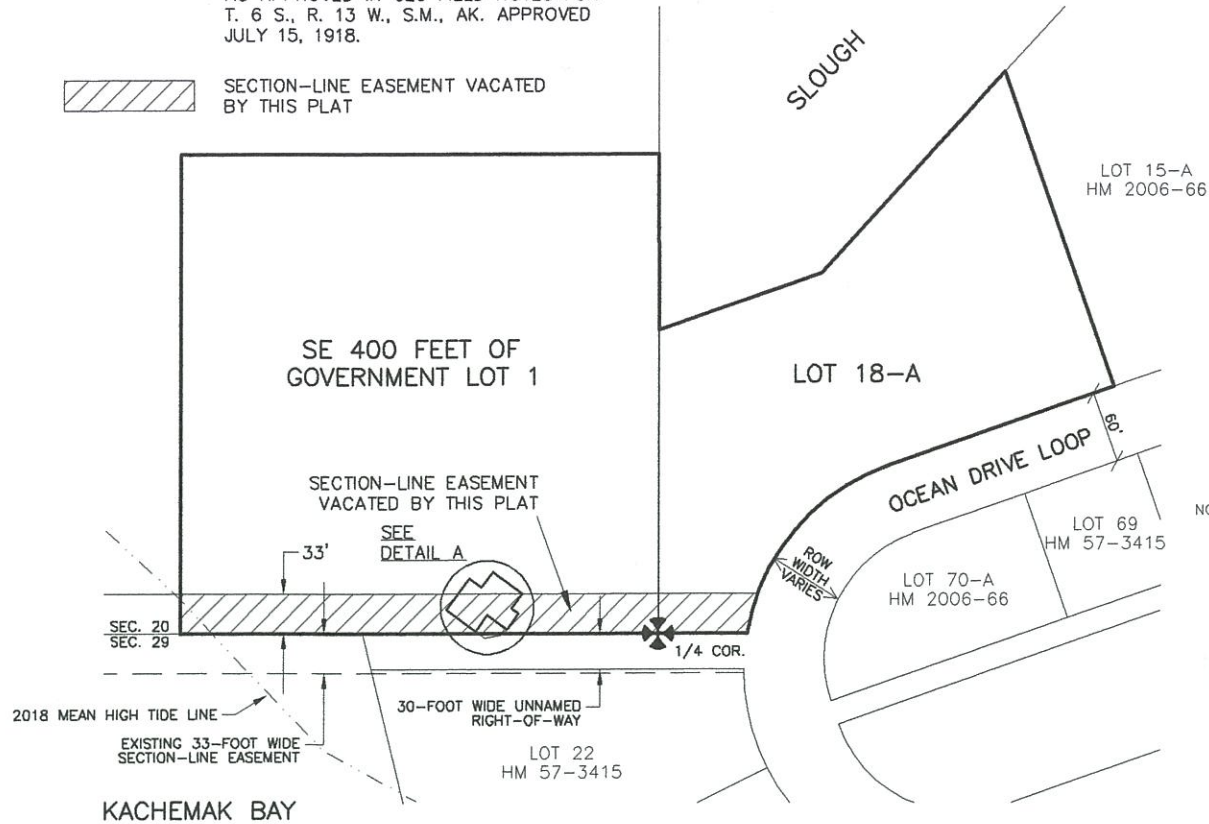 T. 6 S., R. 13 W., S.M., AK. APPROVED
JULY 15, 1918.
SECTION-LINE EASEMENT VACATED
BY THIS PLAT
SLOUGH
LOT 15-A
HM 2006-66
SE 400 FEET OF
GOVERNMENT LOT 1
LOT 18-A
60'
OCEAN DRIVE LOOP
SECTION-LINE EASEMENT
VACATED BY THIS PLAT
SEE
DETAIL A
33'
LOT 69
HM 57-3415
ROW
WIDTH
VARIES
LOT 70-A
HM 2006-66
SEC. 20
SEC. 29
1/4 COR.
2018 MEAN HIGH TIDE LINE
30-FOOT WIDE UNNAMED
RIGHT-OF-WAY
EXISTING 33-FOOT WIDE
SECTION-LINE EASEMENT
LOT 22
HM 57-3415
KACHEMAK BAY